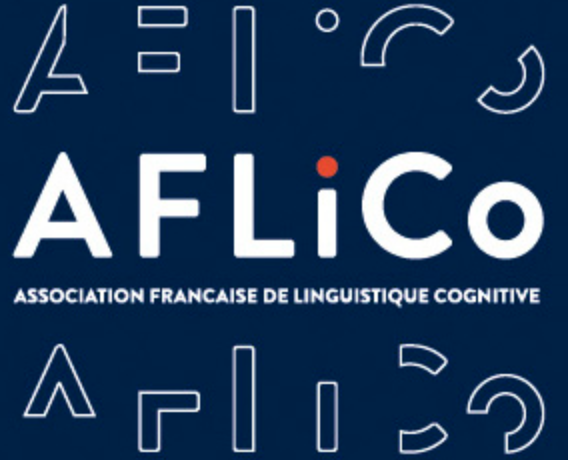 AFLiCo
ASSOCIATION FRANCAISE DE LINGUISTIQUE COGNITIVE